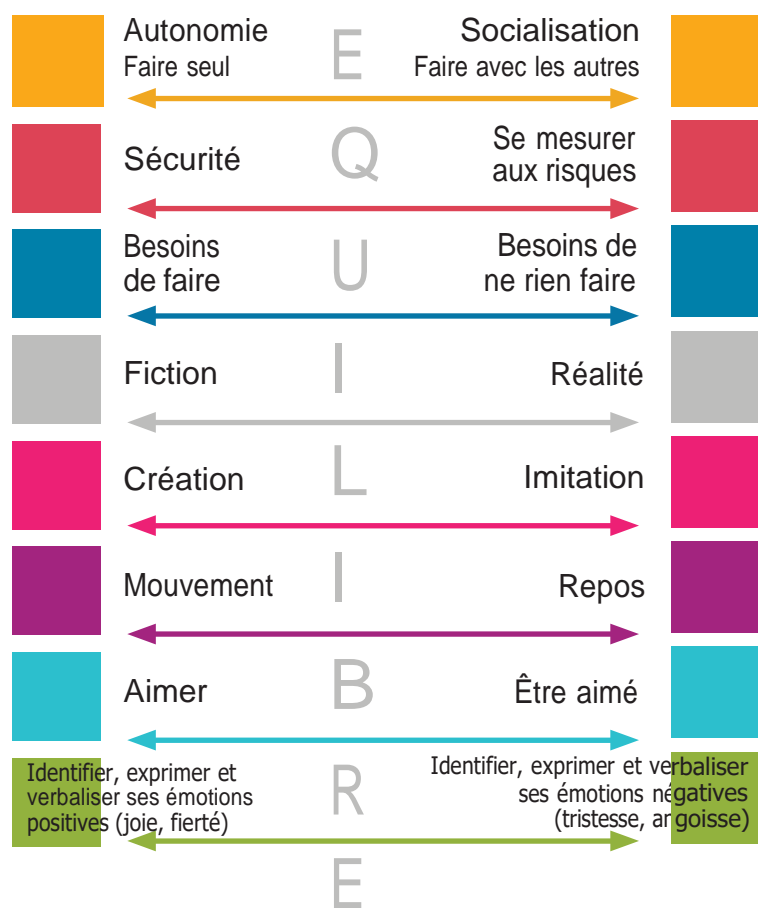 Autonomie
Faire seul
E
Socialisation
Faire avec les autres
Sécurité
Q
Se mesurer
aux risques
Besoins
de faire
U
Besoins de
ne rien faire
Fiction
I
Réalité
Création
L
Imitation
Mouvement
I
Repos
Aimer
B
Être aimé
Identifier, exprimer et
verbaliser ses émotions
positives (joie, fierté)
R
Identifier, exprimer et verbaliser
ses émotions négatives
(tristesse, angoisse)
E